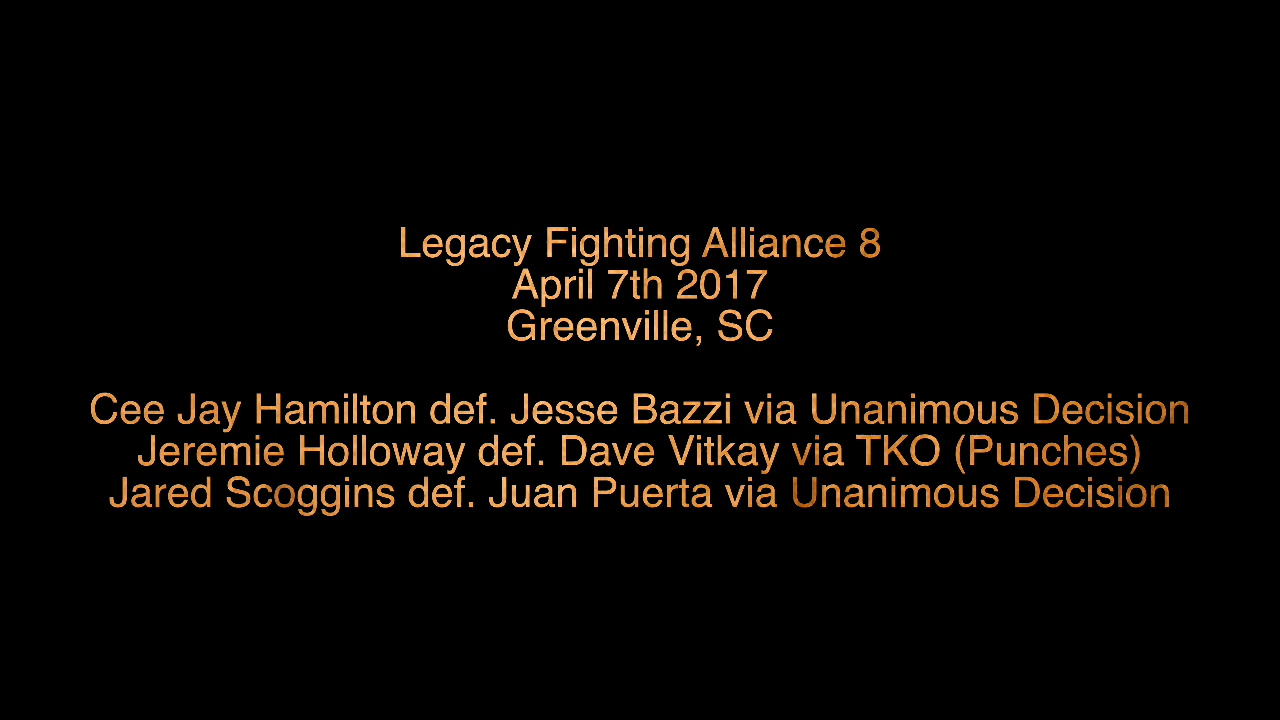 Legacy Fighting Alliance 8
April 7th 2017
Greenville, SC
Cee Jay Hamilton def. Jesse Bazzi via Unanimous Decision
Jeremie Holloway def. Dave Vitkay via TKO (Punches)
Jared Scoggins def. Juan Puerta via Unanimous Decision